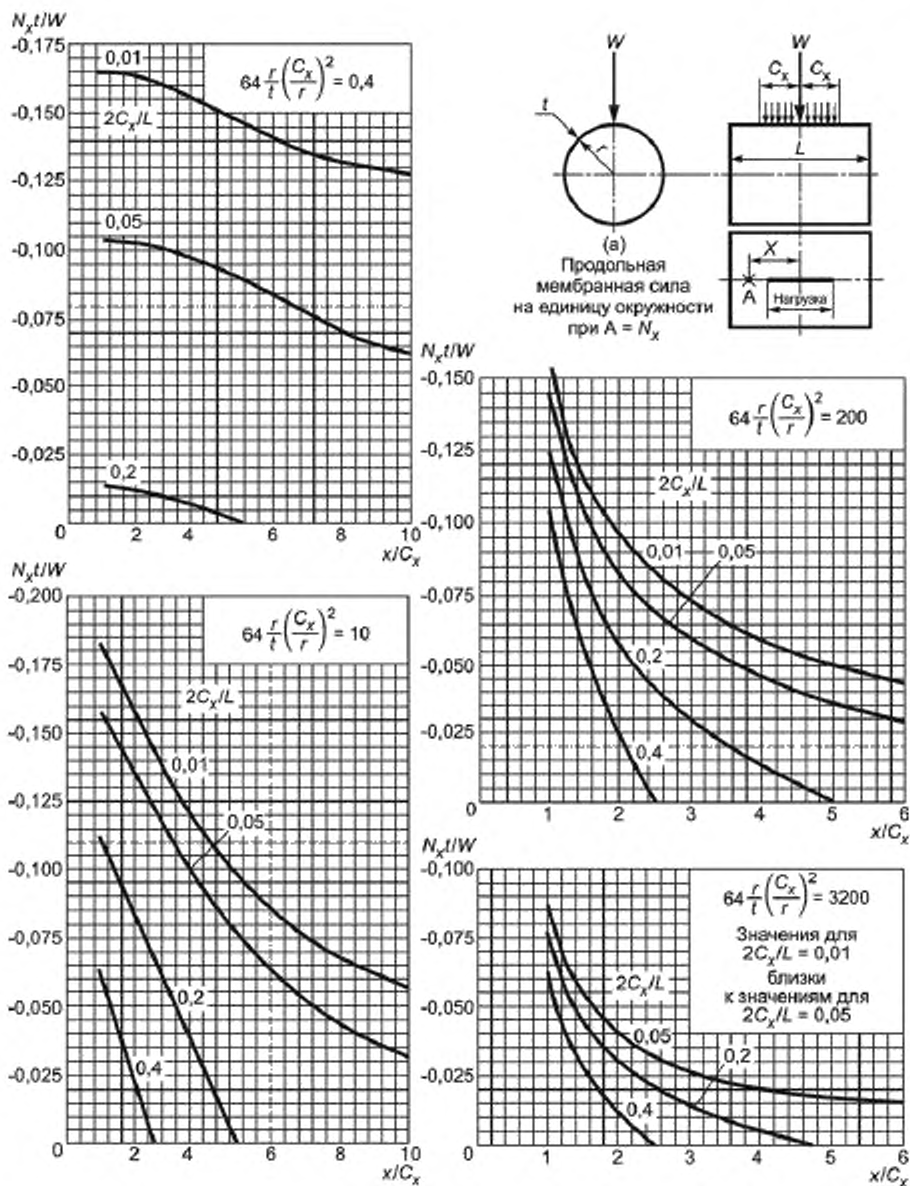 Nₓt/W
-0,175
-0,150
-0,125
-0,100
-0,075
-0,050
-0,025
0
0,01
64 r/t (Cₓ/r)² = 0,4
2Cₓ/L
0,05
0,2
2 4 6 8 10
x/Cₓ
W
t
r
(a)
Продольная
мембранная сила
на единицу окружности
при A = Nₓ
W
Cₓ Cₓ
L
X
A
Нагрузка
Nₓt/W
-0,150
-0,125
-0,100
-0,075
-0,050
-0,025
0
64 r/t (Cₓ/r)² = 200
2Cₓ/L
0,01
0,05
0,2
0,4
1 2 3 4 5 6
x/Cₓ
Nₓt/W
-0,200
-0,175
-0,150
-0,125
-0,100
-0,075
-0,050
-0,025
0
64 r/t (Cₓ/r)² = 10
2Cₓ/L
0,01
0,05
0,2
0,4
2 4 6 8 10
x/Cₓ
Nₓt/W
-0,100
-0,075
-0,050
-0,025
0
64 r/t (Cₓ/r)² = 3200
Значения для
2Cₓ/L = 0,01
близки
к значениям для
2Cₓ/L = 0,05
2Cₓ/L
0,05
0,2
0,4
1 2 3 4 5 6
x/Cₓ